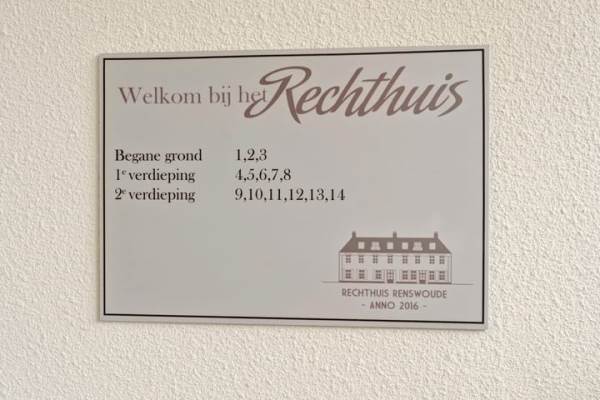 Welkom bij het Rechthuis
Begane grond 1,2,3
1e verdieping 4,5,6,7,8
2e verdieping 9,10,11,12,13,14
RECHTHUIS RENSWOUDE
- ANNO 2016 -